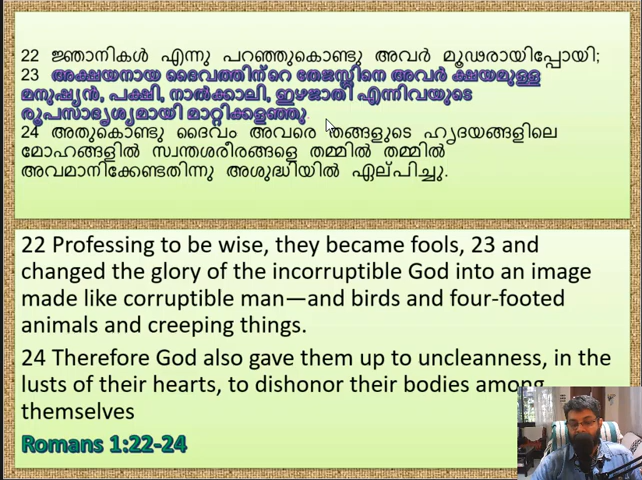 22 ജ്ഞാനികൾ എന്നു പറഞ്ഞുകൊണ്ടു അവർ മൂഢരായിപ്പോയി;
23 അക്ഷയനായ ദൈവത്തിന്റെ തേജസ്സിനെ അവർ ക്ഷയമുള്ള
മനുഷ്യൻ, പക്ഷി, നാൽക്കാലി, ഇഴജാതി എന്നിവയുടെ
രൂപസാദൃശ്യമായി മാറ്റിക്കളഞ്ഞു.
24 അതുകൊണ്ടു ദൈവം അവരെ തങ്ങളുടെ ഹൃദയങ്ങളിലെ
മോഹങ്ങളിൽ സ്വന്തശരീരങ്ങളെ തമ്മിൽ തമ്മിൽ
അവമാനിക്കേണ്ടതിന്നു അശുദ്ധിയിൽ ഏല്പിച്ചു.
22 Professing to be wise, they became fools, 23 and
changed the glory of the incorruptible God into an image
made like corruptible man—and birds and four-footed
animals and creeping things.
24 Therefore God also gave them up to uncleanness, in the
lusts of their hearts, to dishonor their bodies among
themselves
Romans 1:22-24